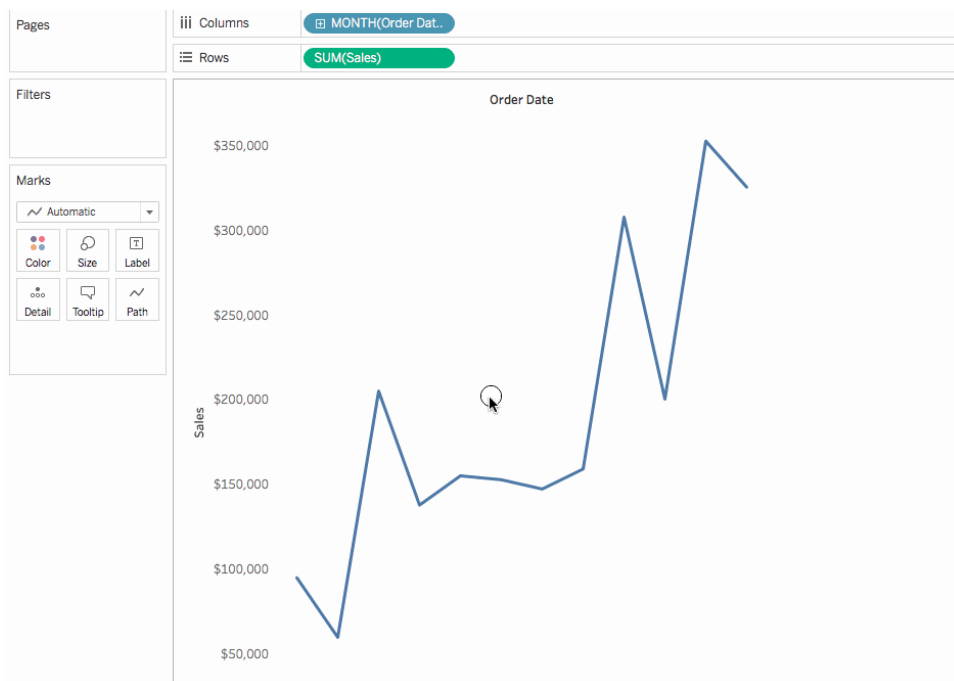 Pages
Columns
MONTH(Order Dat..
Rows
SUM(Sales)
Filters
Marks
Automatic
Color Size Label
Detail Tooltip Path
Order Date
Sales
$350,000
$300,000
$250,000
$200,000
$150,000
$100,000
$50,000